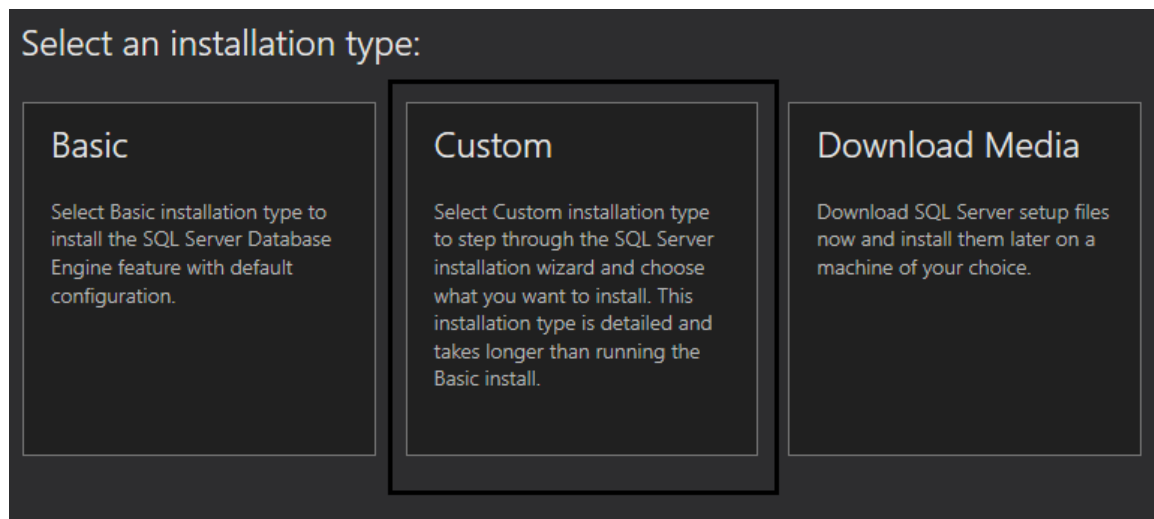 Select an installation type:
Basic
Select Basic installation type to
install the SQL Server Database
Engine feature with default
configuration.
Custom
Select Custom installation type
to step through the SQL Server
installation wizard and choose
what you want to install. This
installation type is detailed and
takes longer than running the
Basic install.
Download Media
Download SQL Server setup files
now and install them later on a
machine of your choice.